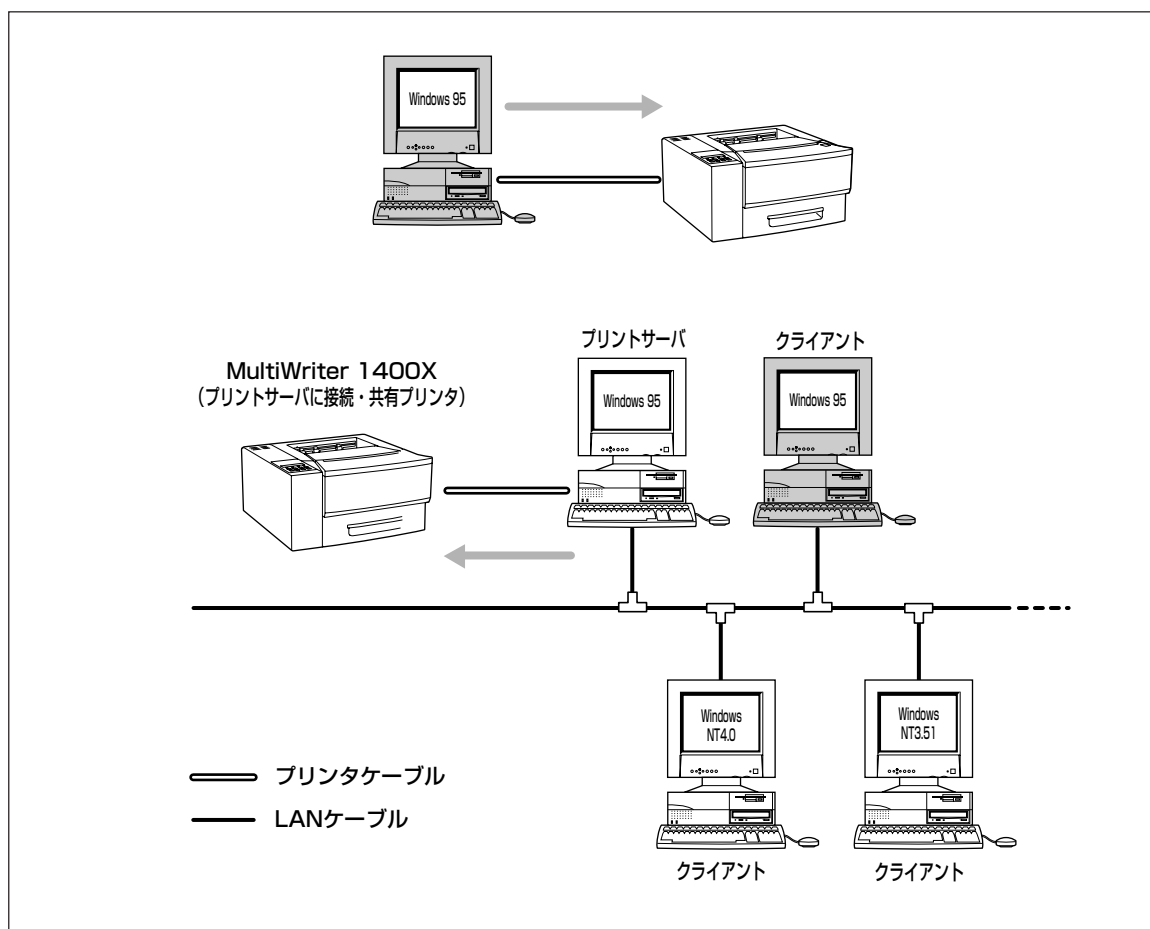 Windows 95
プリントサーバ
クライアント
MultiWriter 1400X
(プリントサーバに接続・共有プリンタ)
Windows 95
Windows 95
Windows
NT4.0
Windows
NT3.51
プリンタケーブル
LANケーブル
クライアント
クライアント